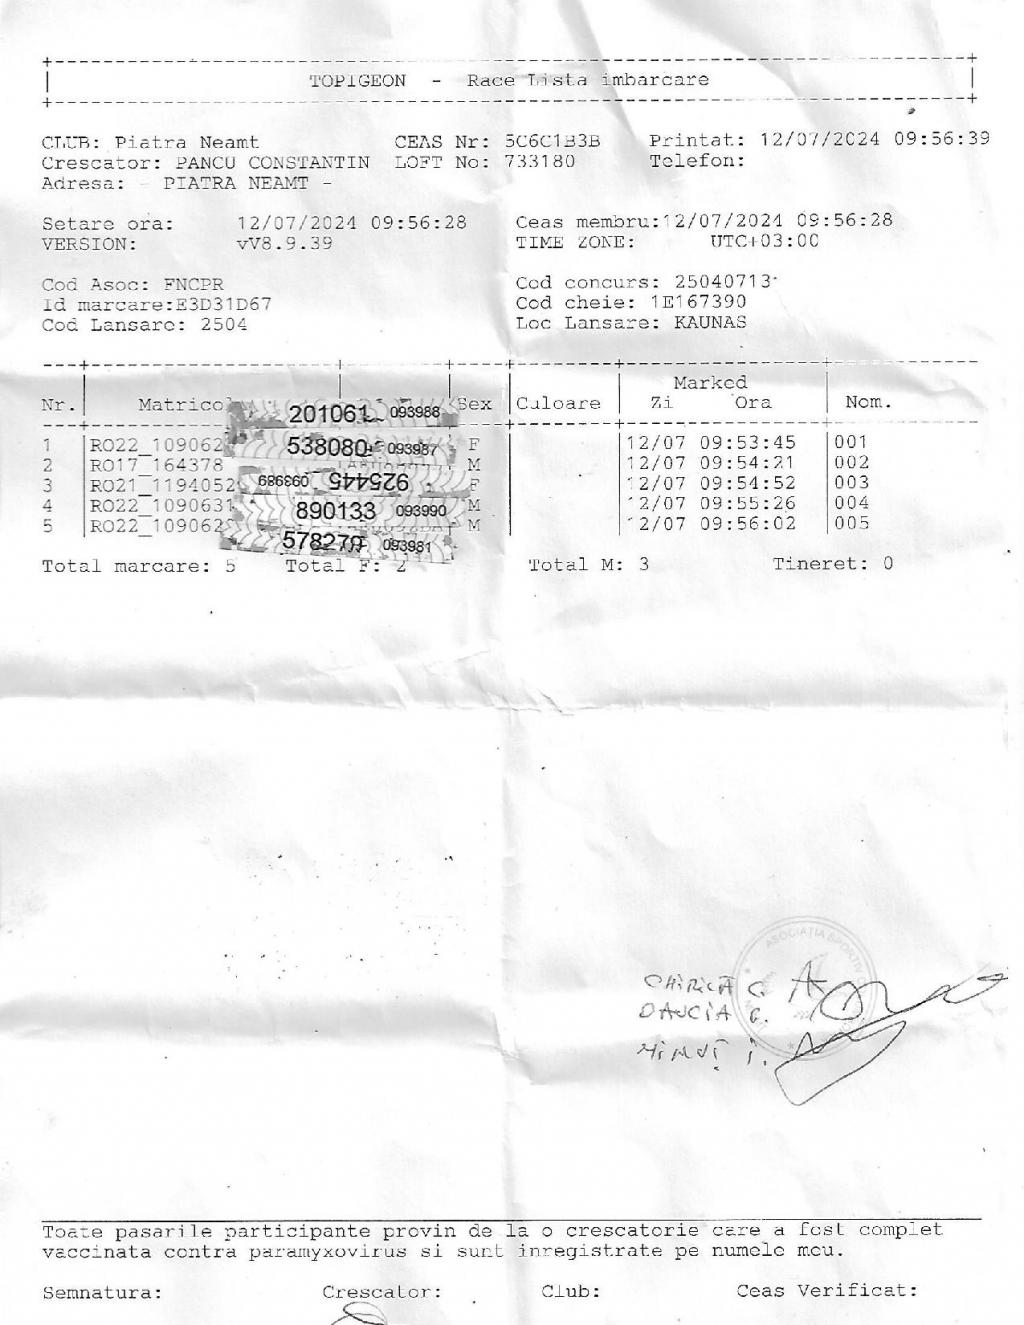 TOPIGEON - Race Lista imbarcare
CLUB: Piatra Neamt CEAS Nr: 5C6C1B3B Printat: 12/07/2024 09:56:39
Crescator: PANCU CONSTANTIN LOFT No: 733180 Telefon:
Adresa: - PIATRA NEAMT -
Setare ora: 12/07/2024 09:56:28 Ceas membru:12/07/2024 09:56:28
VERSION: vV8.9.39 TIME ZONE: UTC+03:00
Cod Asoc: FNCPR Cod concurs: 25040713
Id marcare:E3D31D67 Cod cheie: 1E167390
Cod Lansare: 2504 Loc Lansare: KAUNAS
Marked
Nr. Matricol Sex Culoare Zi Ora Nom.
201061 093988
1 RO22_109062 538080 093987 F 12/07 09:53:45 001
2 RO17_164378 M 12/07 09:54:21 002
3 RO21_1194052 925445 093989 F 12/07 09:54:52 003
4 RO22_1090631 890133 093990 M 12/07 09:55:26 004
5 RO22_109062 M 12/07 09:56:02 005
578279 093981
Total marcare: 5 Total F: 2 Total M: 3 Tineret: 0
ASOCIATIA SPORTIV
CHIRICĂ C.
DANCIA G.
Toate pasarile participante provin de la o crescatorie care a fost complet
vaccinata contra paramyxovirus si sunt inregistrate pe numele meu.
Semnatura: Crescator: Club: Ceas Verificat: